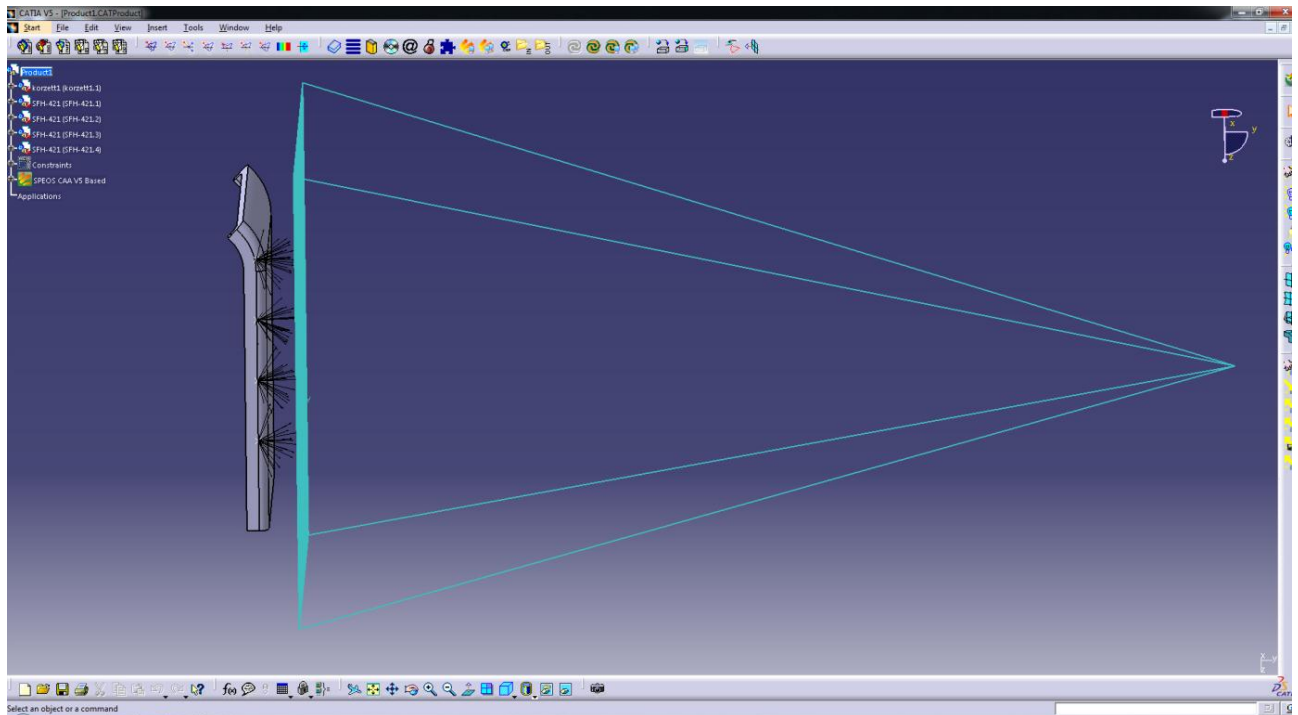 CATIA V5 - [Product1.CATProduct]
Start File Edit View Insert Tools Window Help
Product1
korzett1 (korzett1.1)
SFH-421 (SFH-421.1)
SFH-421 (SFH-421.2)
SFH-421 (SFH-421.3)
SFH-421 (SFH-421.4)
Constraints
SPEOS CAA V5 Based
Applications
x
y
z
x y
z
f(x)
Select an object or a command